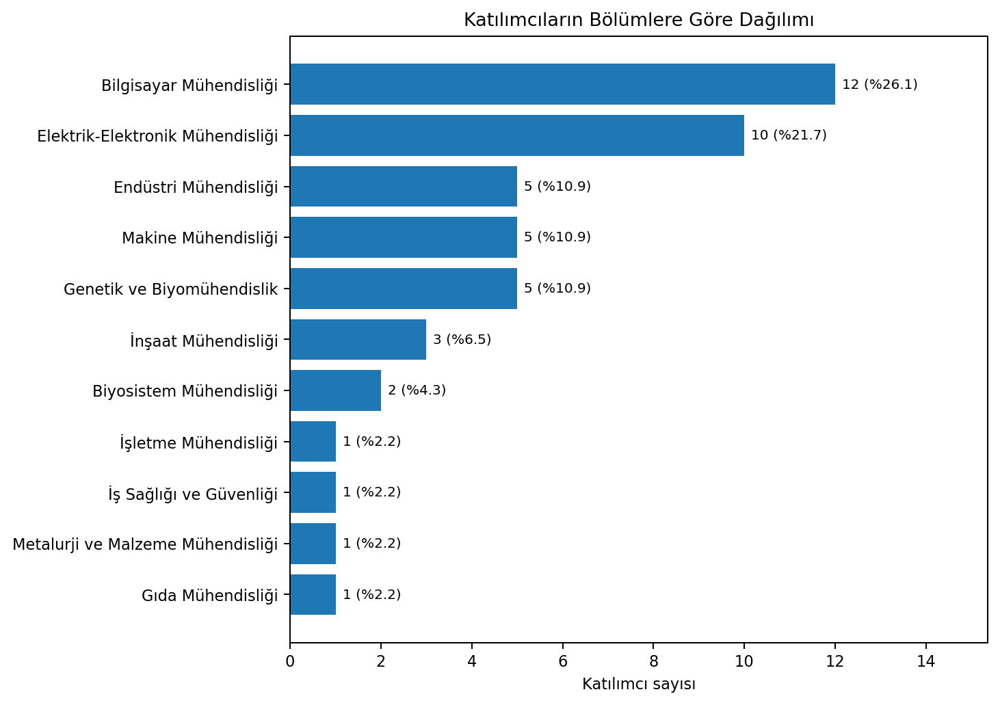 Katılımcıların Bölümlere Göre Dağılımı
Bilgisayar Mühendisliği 12 (%26.1)
Elektrik-Elektronik Mühendisliği 10 (%21.7)
Endüstri Mühendisliği 5 (%10.9)
Makine Mühendisliği 5 (%10.9)
Genetik ve Biyomühendislik 5 (%10.9)
İnşaat Mühendisliği 3 (%6.5)
Biyosistem Mühendisliği 2 (%4.3)
İşletme Mühendisliği 1 (%2.2)
İş Sağlığı ve Güvenliği 1 (%2.2)
Metalurji ve Malzeme Mühendisliği 1 (%2.2)
Gıda Mühendisliği 1 (%2.2)
0 2 4 6 8 10 12 14
Katılımcı sayısı